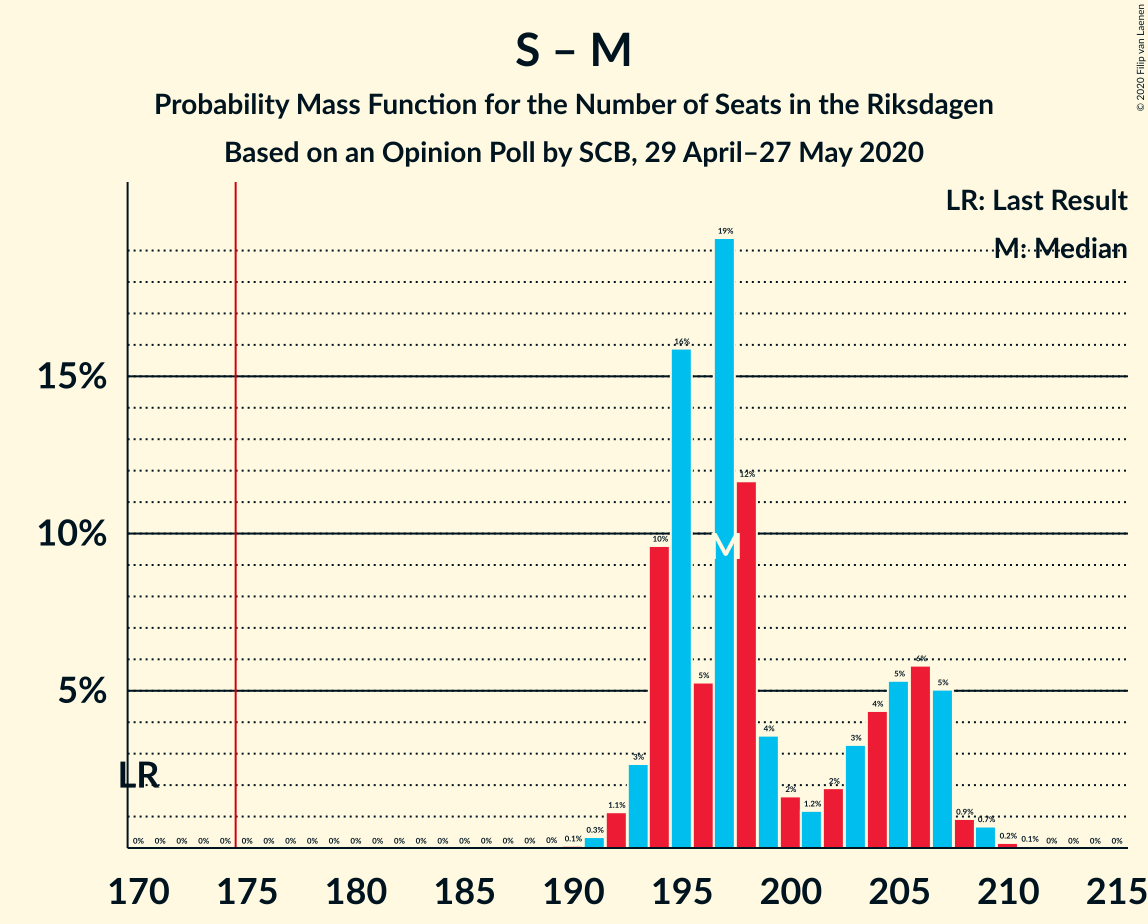 S – M
Probability Mass Function for the Number of Seats in the Riksdagen
Based on an Opinion Poll by SCB, 29 April–27 May 2020
© 2020 Filip van Laenen
LR: Last Result
M: Median
15%
10%
5%
LR
M
0% 0% 0% 0% 0% 0% 0% 0% 0% 0% 0% 0% 0% 0% 0% 0% 0% 0% 0% 0% 0.1% 0.3% 1.1% 3% 10% 16% 5% 19% 12% 4% 2% 1.2% 2% 3% 4% 5% 6% 5% 0.9% 0.7% 0.2% 0.1% 0% 0% 0% 0%
170 175 180 185 190 195 200 205 210 215